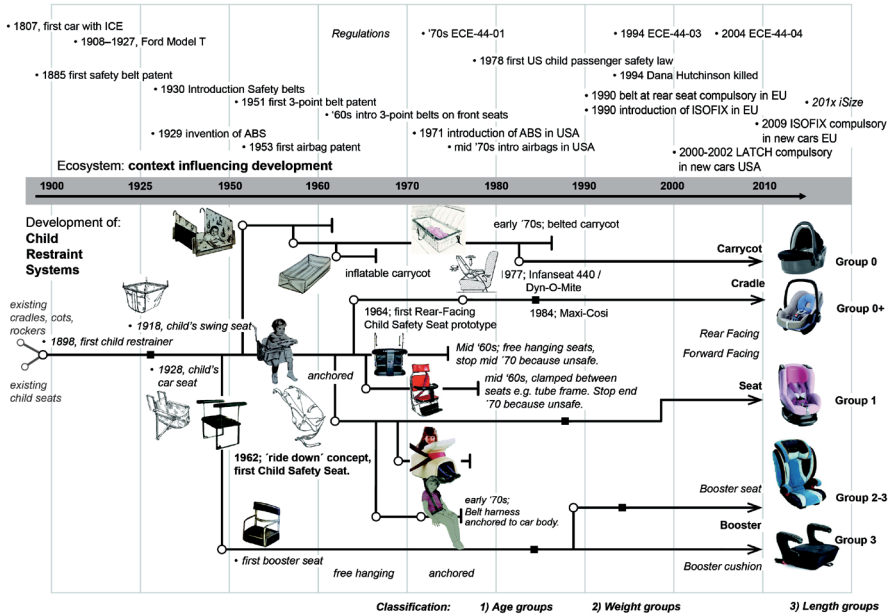 • 1807, first car with ICE
• 1908–1927, Ford Model T
Regulations
• '70s ECE-44-01
• 1994 ECE-44-03
• 2004 ECE-44-04
• 1978 first US child passenger safety law
• 1885 first safety belt patent
• 1994 Dana Hutchinson killed
• 1930 Introduction Safety belts
• 1990 belt at rear seat compulsory in EU
• 1951 first 3-point belt patent
• 201x iSize
• '60s intro 3-point belts on front seats
• 1990 introduction of ISOFIX in EU
• 2009 ISOFIX compulsory
in new cars EU
• 1929 invention of ABS
• 1971 introduction of ABS in USA
• 1953 first airbag patent
• mid '70s intro airbags in USA
• 2000-2002 LATCH compulsory
in new cars USA
Ecosystem: context influencing development
1900 1925 1950 1960 1970 1980 1990 2000 2010
Development of:
Child
Restraint
Systems
early ´70s; belted carrycot
Carrycot
Group 0
inflatable carrycot
1977; Infanseat 440 /
Dyn-O-Mite
Cradle
Group 0+
existing
cradles, cots,
rockers
1964; first Rear-Facing
Child Safety Seat prototype
1984; Maxi-Cosi
• 1918, child's swing seat
Rear Facing
• 1898, first child restrainer
Mid ‘60s; free hanging seats,
stop mid ´70 because unsafe.
Forward Facing
• 1928, child's
car seat
anchored
existing
child seats
mid ‘60s, clamped between
seats e.g. tube frame. Stop end
´70 because unsafe.
Seat
Group 1
1962; ´ride down´ concept,
first Child Safety Seat.
early ’70s;
Belt harness
anchored to car body.
Booster seat
Group 2-3
Booster
Group 3
• first booster seat
Booster cushion
free hanging
anchored
Classification: 1) Age groups 2) Weight groups 3) Length groups